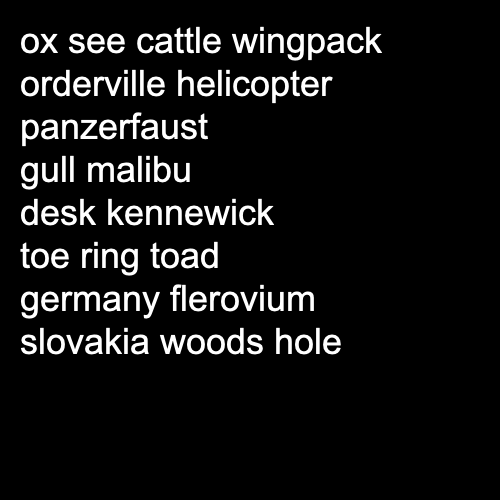 ox see cattle wingpack
orderville helicopter
panzerfaust
gull malibu
desk kennewick
toe ring toad
germany flerovium
slovakia woods hole